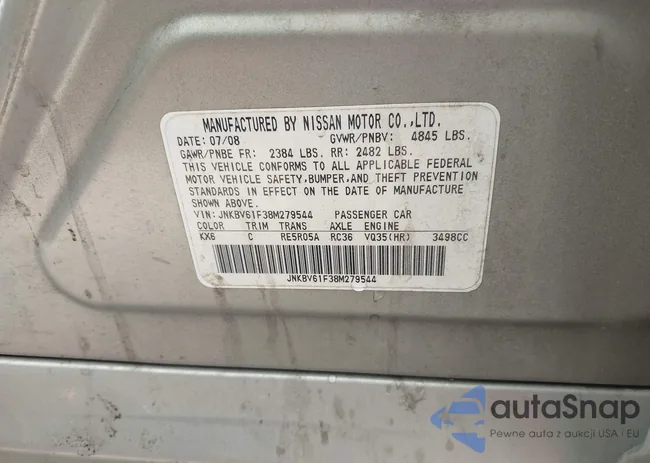 MANUFACTURED BY NISSAN MOTOR CO.,LTD.
DATE: 07/08 GVWR/PNBV: 4845 LBS.
GAWR/PNBE FR: 2384 LBS. RR: 2482 LBS.
THIS VEHICLE CONFORMS TO ALL APPLICABLE FEDERAL
MOTOR VEHICLE SAFETY,BUMPER,AND THEFT PREVENTION
STANDARDS IN EFFECT ON THE DATE OF MANUFACTURE
SHOWN ABOVE.
VIN: JNKBV61F38M279544 PASSENGER CAR
COLOR TRIM TRANS AXLE ENGINE
KX6 C RE5R05A RC36 VQ35(HR) 3498CC
JNKBV61F38M279544
autaSnap
Pewne auta z aukcji USA i EU